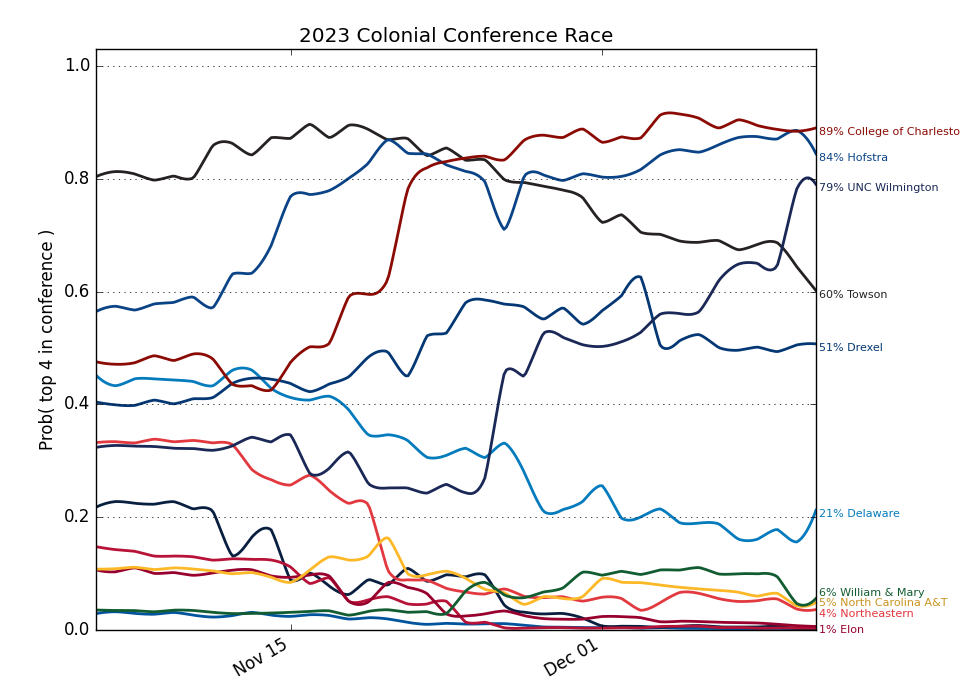 2023 Colonial Conference Race
Prob( top 4 in conference )
1.0
0.8
0.6
0.4
0.2
0.0
Nov 15
Dec 01
89% College of Charlesto
84% Hofstra
79% UNC Wilmington
60% Towson
51% Drexel
21% Delaware
6% William & Mary
5% North Carolina A&T
4% Northeastern
1% Elon